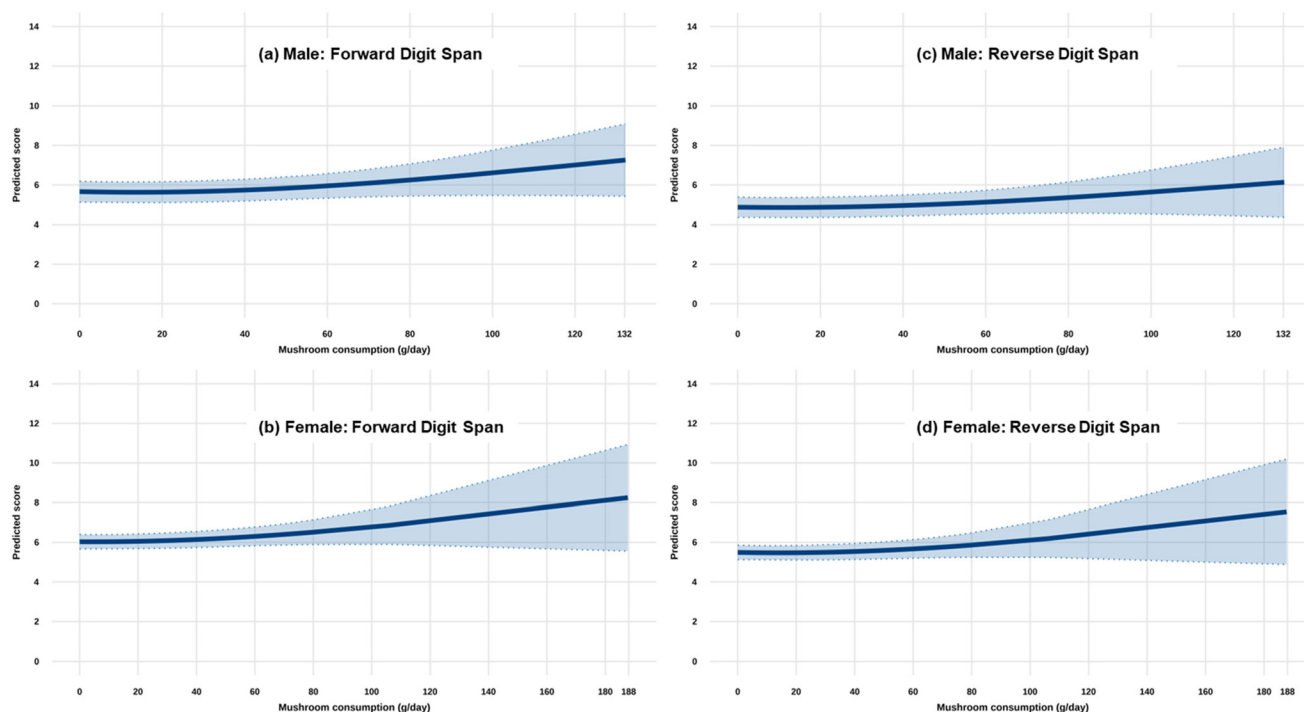 14
(a) Male: Forward Digit Span
12
10
Predicted score
8
6
4
2
0
0 20 40 60 80 100 120 132
Mushroom consumption (g/day)
14
(c) Male: Reverse Digit Span
12
10
Predicted score
8
6
4
2
0
0 20 40 60 80 100 120 132
Mushroom consumption (g/day)
14
12
(b) Female: Forward Digit Span
10
Predicted score
8
6
4
2
0
0 20 40 60 80 100 120 140 160 180 188
Mushroom consumption (g/day)
14
12
(d) Female: Reverse Digit Span
10
Predicted score
8
6
4
2
0
0 20 40 60 80 100 120 140 160 180 188
Mushroom consumption (g/day)